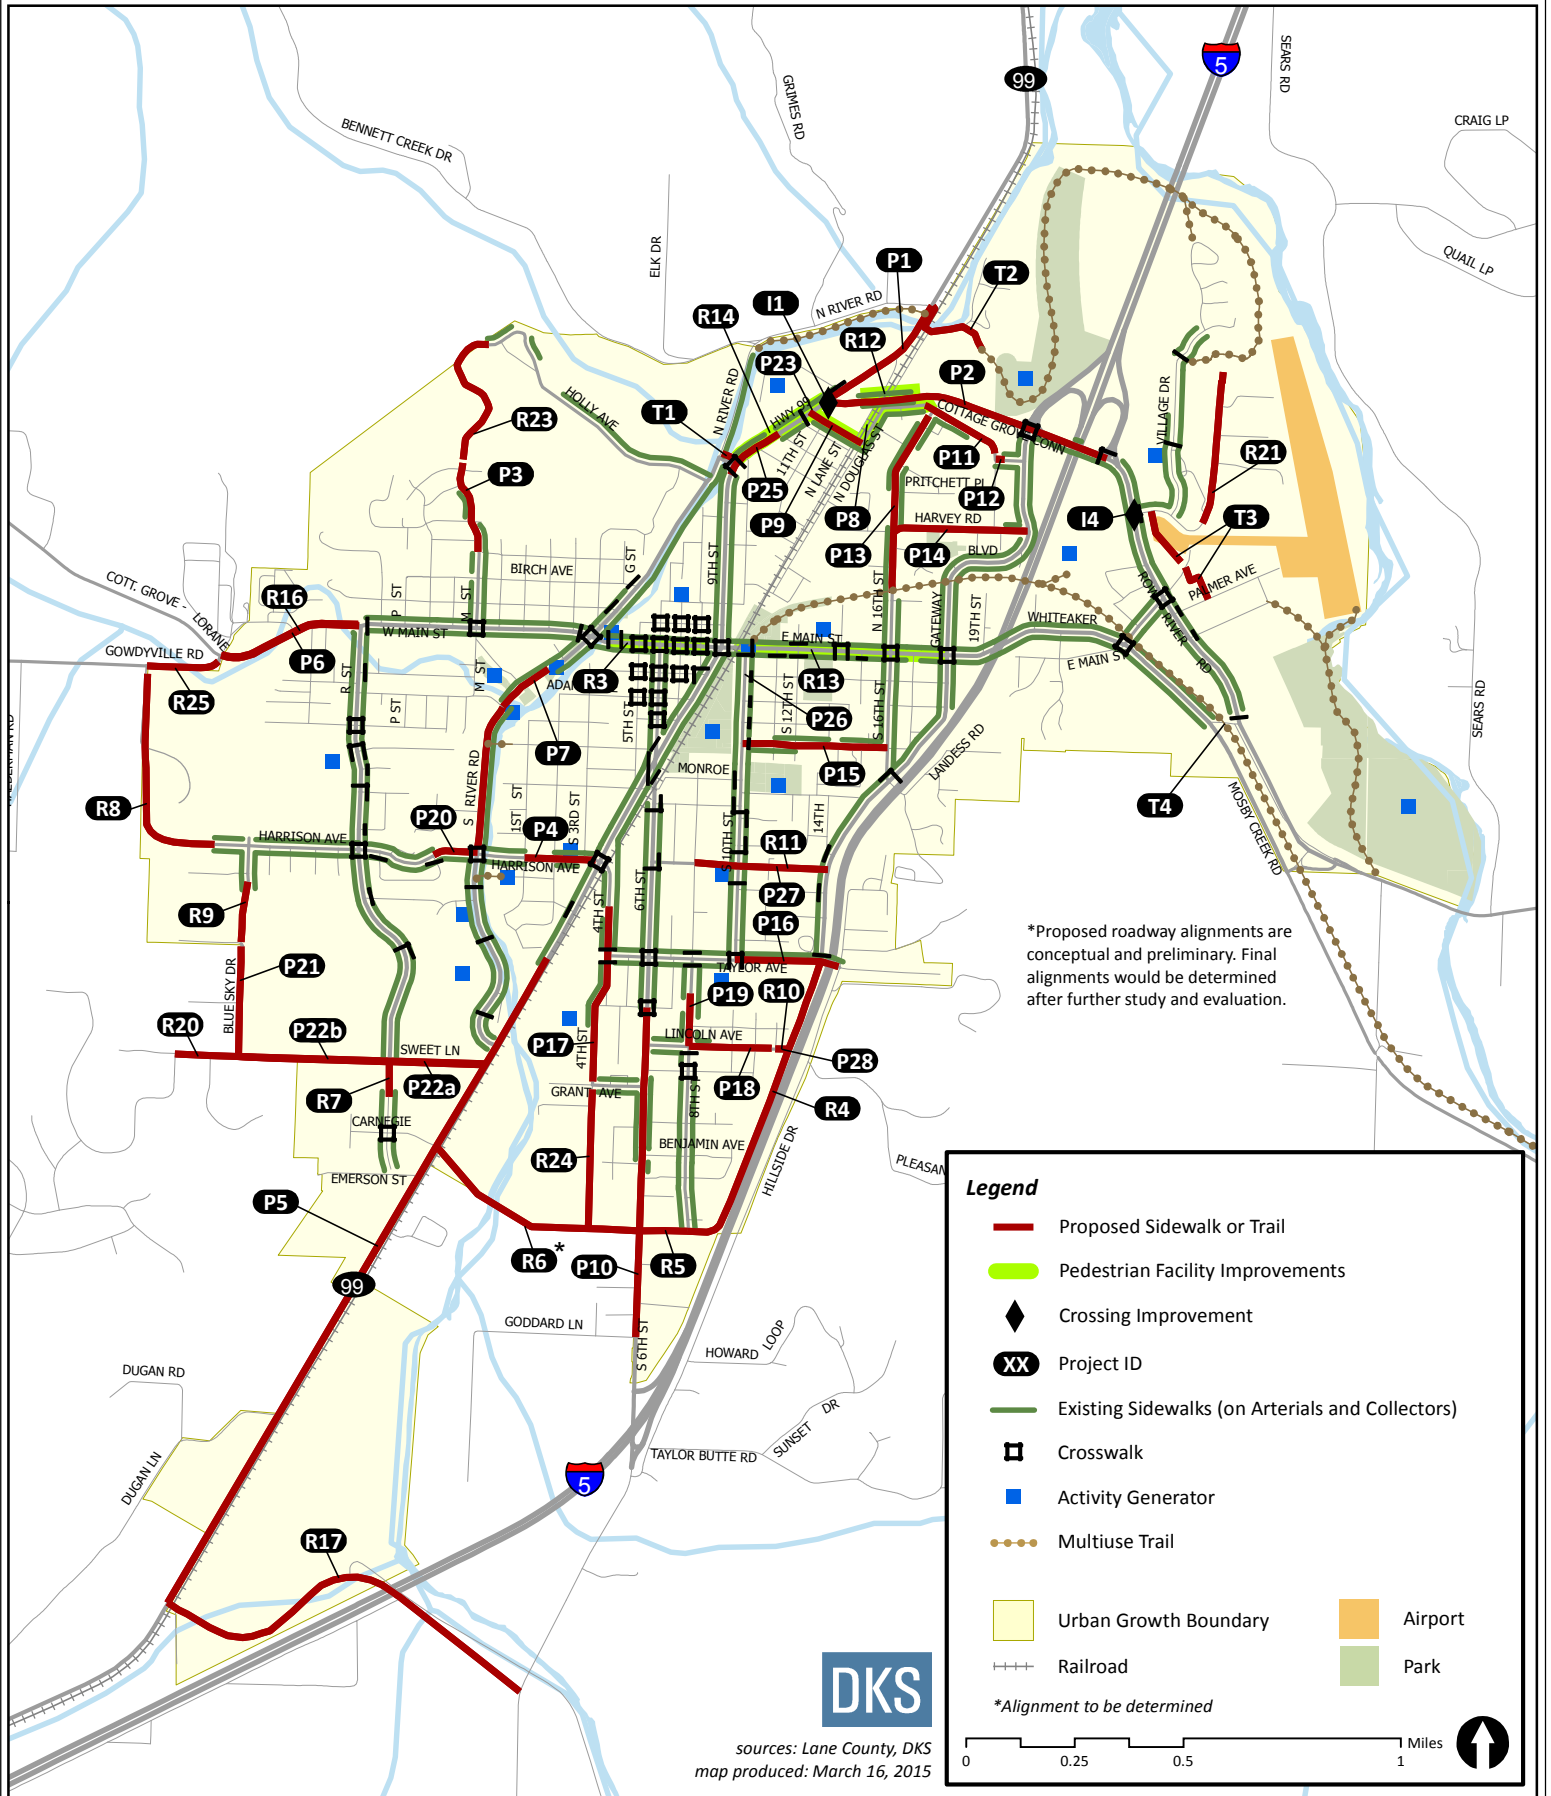 5
99
SEARS RD
CRAIG LP
GRIMES RD
BENNETT CREEK DR
ELK DR
QUAIL LP
P1
T2
I1
N RIVER RD
R14
R12
P23
P2
HOLLY AVE
N RIVER RD
T1
HWY 99
COTTAGE GROVE CONN
VILLAGE DR
R23
11TH ST
N LANE ST
N DOUGLAS ST
P11
R21
P3
PRITCHETT PL
P25
P12
P9
P8
HARVEY RD
I4
T3
P13
P14
BLVD
9TH ST
G ST
BIRCH AVE
COTT. GROVE - LORANE
R16
P ST
M ST
N 16TH ST
GATEWAY
19TH ST
ROW RIVER RD
PALMER AVE
W MAIN ST
E MAIN ST
WHITEAKER
GOWDYVILLE RD
P6
R ST
M ST
R3
R13
E MAIN ST
R25
P ST
5TH ST
S 12TH ST
P26
S 16TH ST
SEARS RD
P7
MONROE
P15
LANDESS RD
S RIVER RD
R8
P20
1ST ST
P4
S 3RD ST
14TH
T4
MOSBY CREEK RD
HARRISON AVE
HARRISON AVE
S 10TH ST
R11
R9
4TH ST
6TH ST
P27
P16
*Proposed roadway alignments are
conceptual and preliminary. Final
alignments would be determined
after further study and evaluation.
P21
BLUE SKY DR
TAYLOR AVE
P19
R10
R20
P22b
SWEET LN
P17
4TH ST
LINCOLN AVE
P28
P22a
P18
R7
GRANT AVE
8TH ST
R4
CARNEGIE
BENJAMIN AVE
R24
HILLSIDE DR
EMERSON ST
P5
R6
*
P10
R5
99
GODDARD LN
S 6TH ST
HOWARD LOOP
DUGAN RD
SUNSET DR
TAYLOR BUTTE RD
DUGAN LN
5
R17
Legend
Proposed Sidewalk or Trail
Pedestrian Facility Improvements
Crossing Improvement
XX Project ID
Existing Sidewalks (on Arterials and Collectors)
Crosswalk
Activity Generator
Multiuse Trail
Urban Growth Boundary
Airport
Railroad
Park
*Alignment to be determined
Miles
0 0.25 0.5 1
DKS
sources: Lane County, DKS
map produced: March 16, 2015